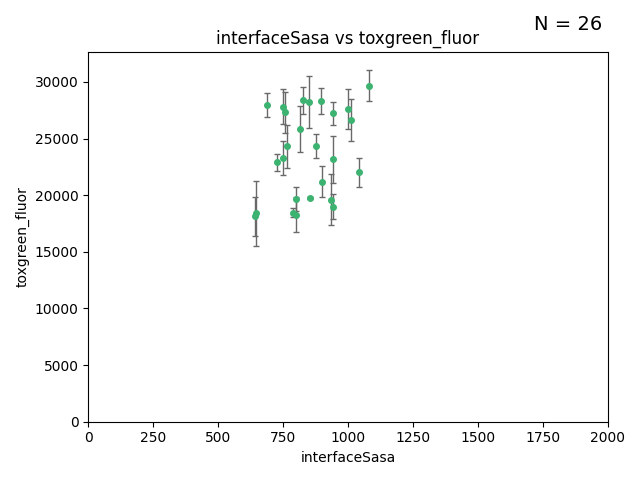 N = 26
interfaceSasa vs toxgreen_fluor
30000
25000
20000
15000
10000
5000
0
toxgreen_fluor
0 250 500 750 1000 1250 1500 1750 2000
interfaceSasa